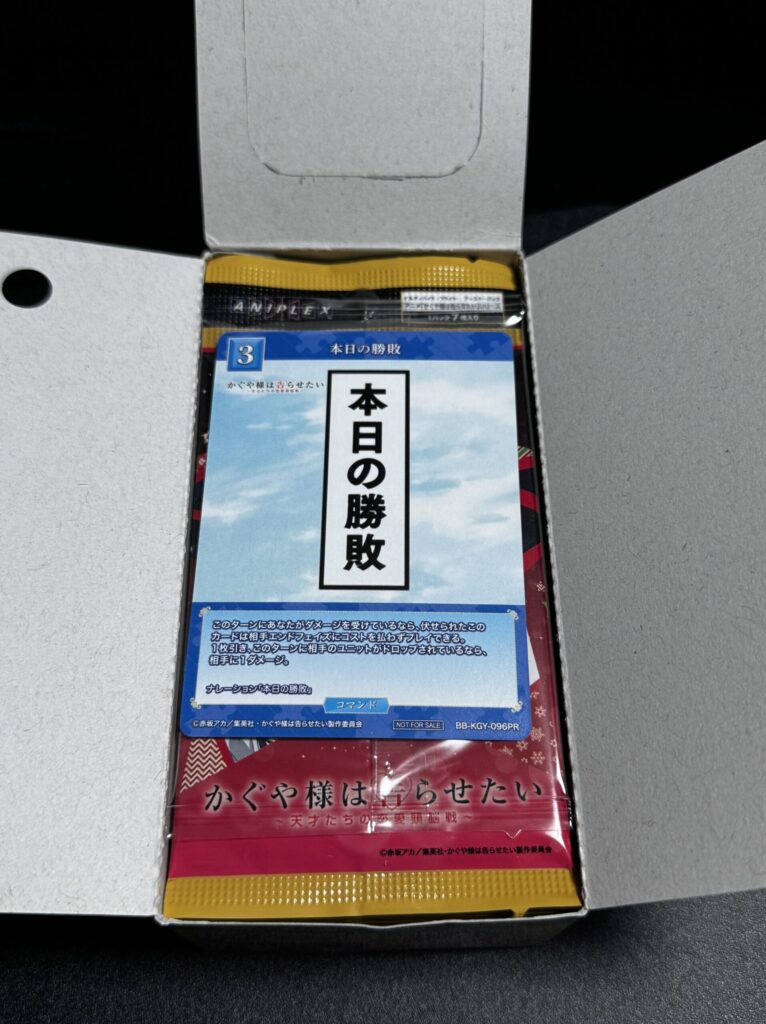 ANIPLEX
1パック7枚入り
3
本日の勝敗
かぐや様は告らせたい
本日の勝敗
このターンにあなたがダメージを受けているなら、伏せられたこの
カードは相手エンドフェイズにコストを払わずプレイできる。
1枚引き、このターンに相手のユニットがドロップされているなら、
相手に1ダメージ。
ナレーション「本日の勝敗」
コマンド
©赤坂アカ/集英社・かぐや様は告らせたい製作委員会
NOT FOR SALE
BB-KGY-096PR
かぐや様は告らせたい
~天才たちの恋愛頭脳戦~
©赤坂アカ/集英社・かぐや様は告らせたい製作委員会